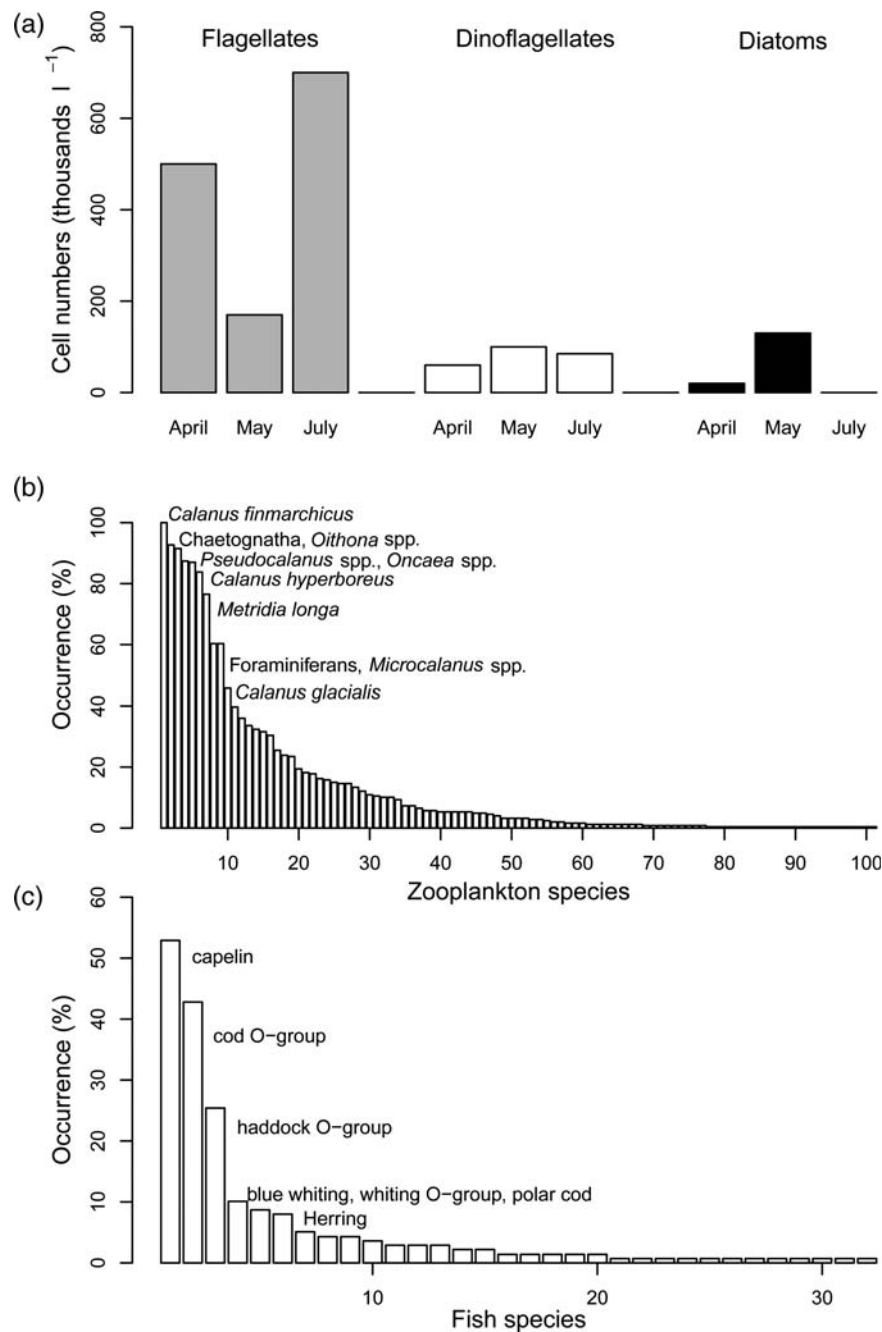 (a)
800
600
400
200
0
Cell numbers (thousands l⁻¹)
Flagellates Dinoflagellates Diatoms
April May July April May July April May July
(b)
100
80
60
40
20
0
Occurrence (%)
Calanus finmarchicus
Chaetognatha, Oithona spp.
Pseudocalanus spp., Oncaea spp.
Calanus hyperboreus
Metridia longa
Foraminiferans, Microcalanus spp.
Calanus glacialis
10 20 30 40 50 60 70 80 90 100
Zooplankton species
(c)
60
50
40
30
20
10
0
Occurrence (%)
capelin
cod O−group
haddock O−group
blue whiting, whiting O−group, polar cod
Herring
10 20 30
Fish species